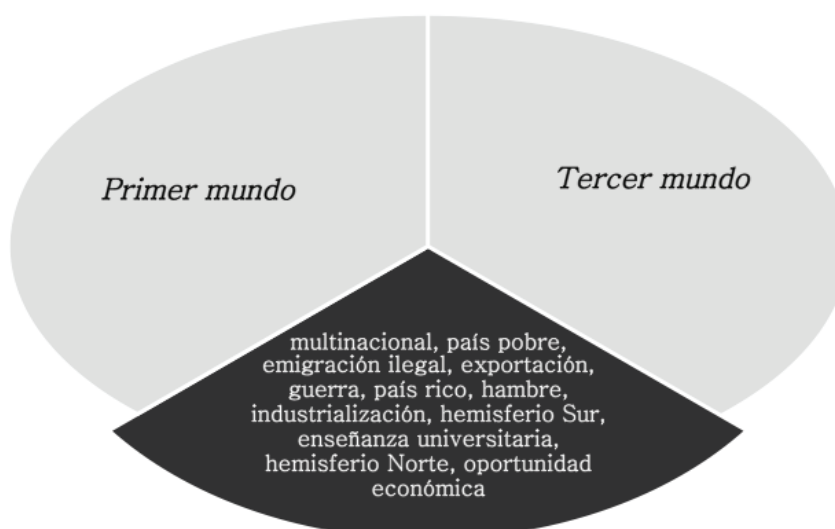 Primer mundo
Tercer mundo
multinacional, país pobre,
emigración ilegal, exportación,
guerra, país rico, hambre,
industrialización, hemisferio Sur,
enseñanza universitaria,
hemisferio Norte, oportunidad
económica